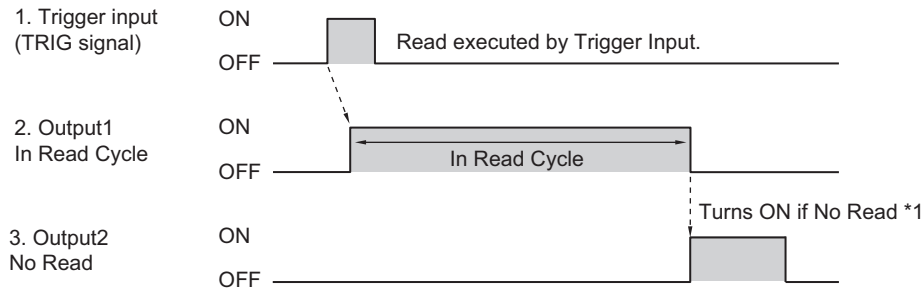 1. Trigger input
(TRIG signal)
ON
OFF
Read executed by Trigger Input.
2. Output1
In Read Cycle
ON
OFF
In Read Cycle
Turns ON if No Read *1
3. Output2
No Read
ON
OFF